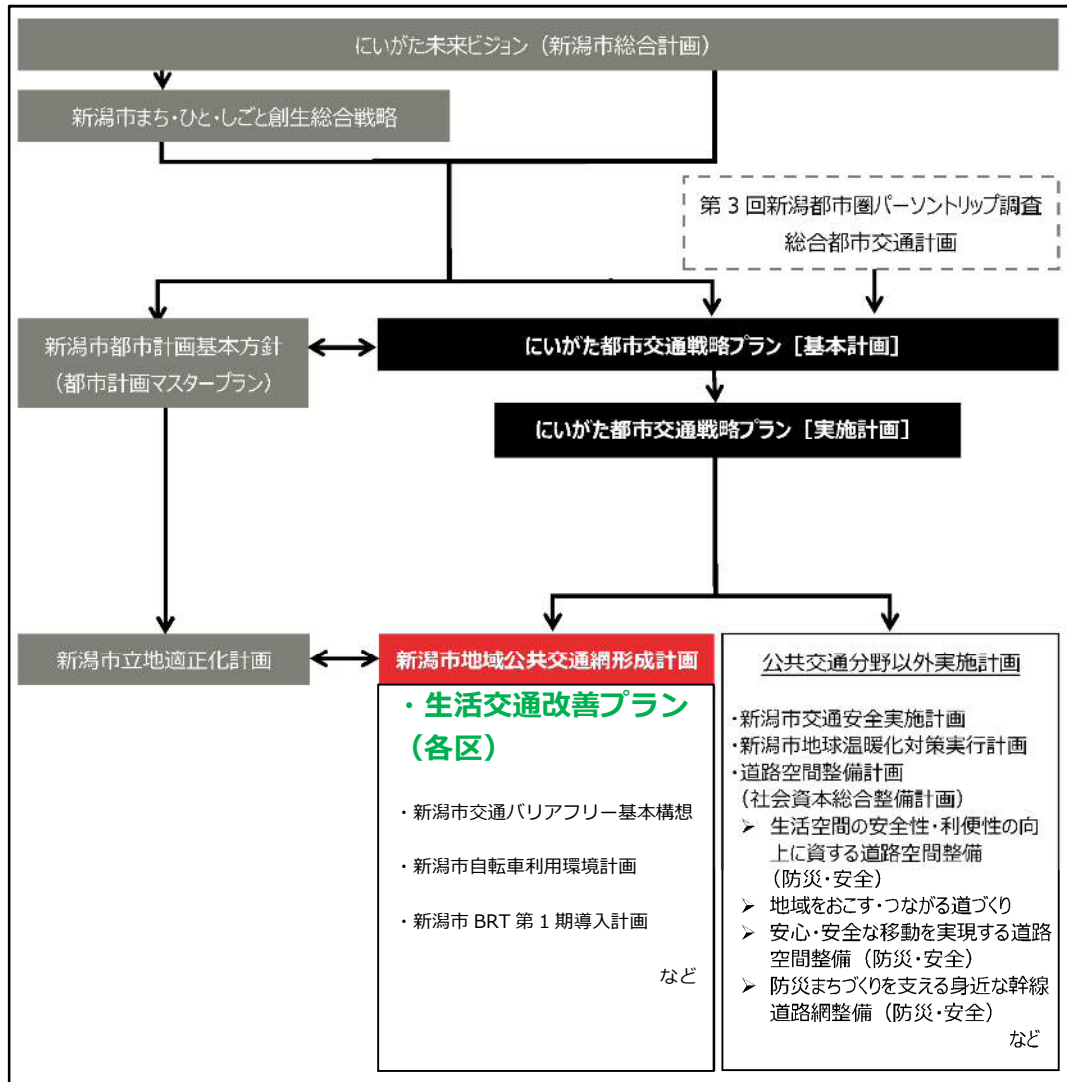 にいがた未来ビジョン（新潟市総合計画）
新潟市まち・ひと・しごと創生総合戦略
第3回新潟都市圏パーソントリップ調査
総合都市交通計画
新潟市都市計画基本方針
（都市計画マスタープラン）
にいがた都市交通戦略プラン［基本計画］
にいがた都市交通戦略プラン［実施計画］
新潟市立地適正化計画
新潟市地域公共交通網形成計画
・生活交通改善プラン
（各区）
・新潟市交通バリアフリー基本構想
・新潟市自転車利用環境計画
・新潟市 BRT 第1期導入計画
など
公共交通分野以外実施計画
・新潟市交通安全実施計画
・新潟市地球温暖化対策実行計画
・道路空間整備計画
（社会資本総合整備計画）
➢ 生活空間の安全性・利便性の向
上に資する道路空間整備
（防災・安全）
➢ 地域をおこす・つながる道づくり
➢ 安心・安全な移動を実現する道路
空間整備（防災・安全）
➢ 防災まちづくりを支える身近な幹線
道路網整備（防災・安全）
など